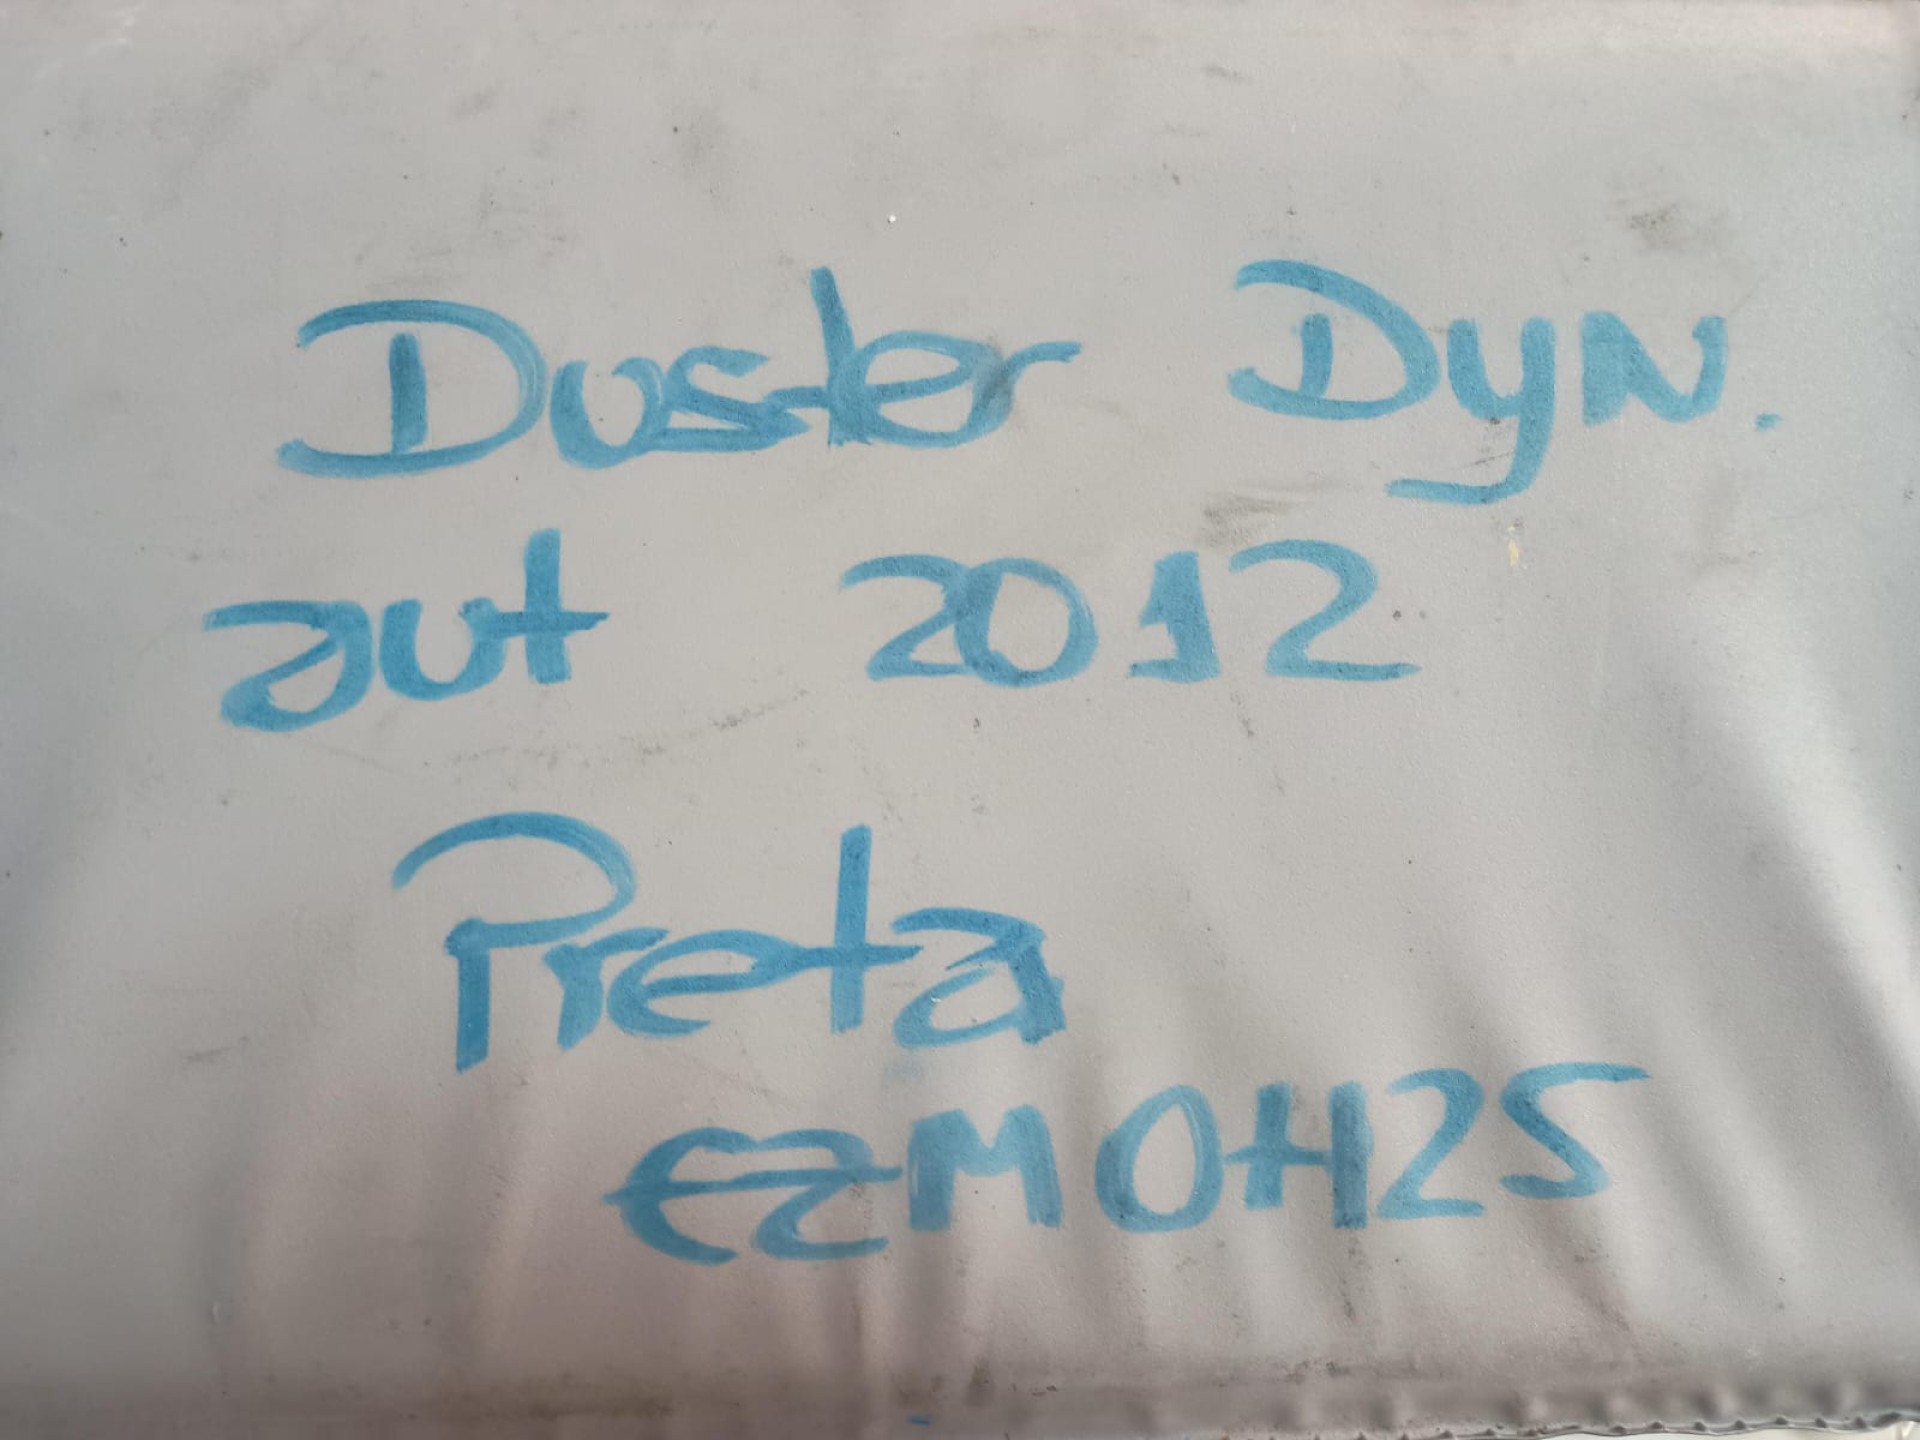 Duster Dyn.
aut 2012
Preta
EZM0H25